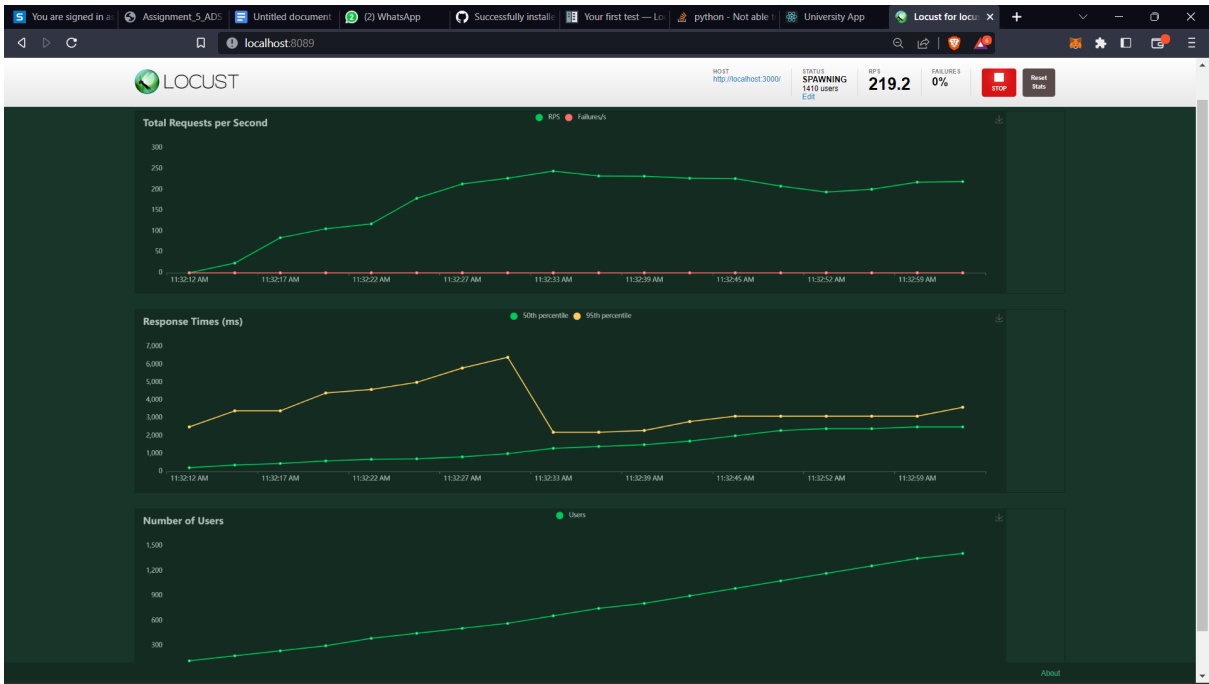 You are signed in as
Assignment_5_ADS
Untitled document
(2) WhatsApp
Successfully installe
Your first test — Lo
python - Not able t
University App
Locust for locus
localhost:8089
LOCUST
HOST
http://localhost:3000/
STATUS
SPAWNING
1410 users
Edit
RPS
219.2
FAILURES
0%
STOP
Reset
Stats
Total Requests per Second
RPS Failures/s
300
250
200
150
100
50
0
11:32:12 AM 11:32:17 AM 11:32:22 AM 11:32:27 AM 11:32:33 AM 11:32:39 AM 11:32:45 AM 11:32:52 AM 11:32:59 AM
Response Times (ms)
50th percentile 95th percentile
7,000
6,000
5,000
4,000
3,000
2,000
1,000
0
11:32:12 AM 11:32:17 AM 11:32:22 AM 11:32:27 AM 11:32:33 AM 11:32:39 AM 11:32:45 AM 11:32:52 AM 11:32:59 AM
Number of Users
Users
1,500
1,200
900
600
300
About